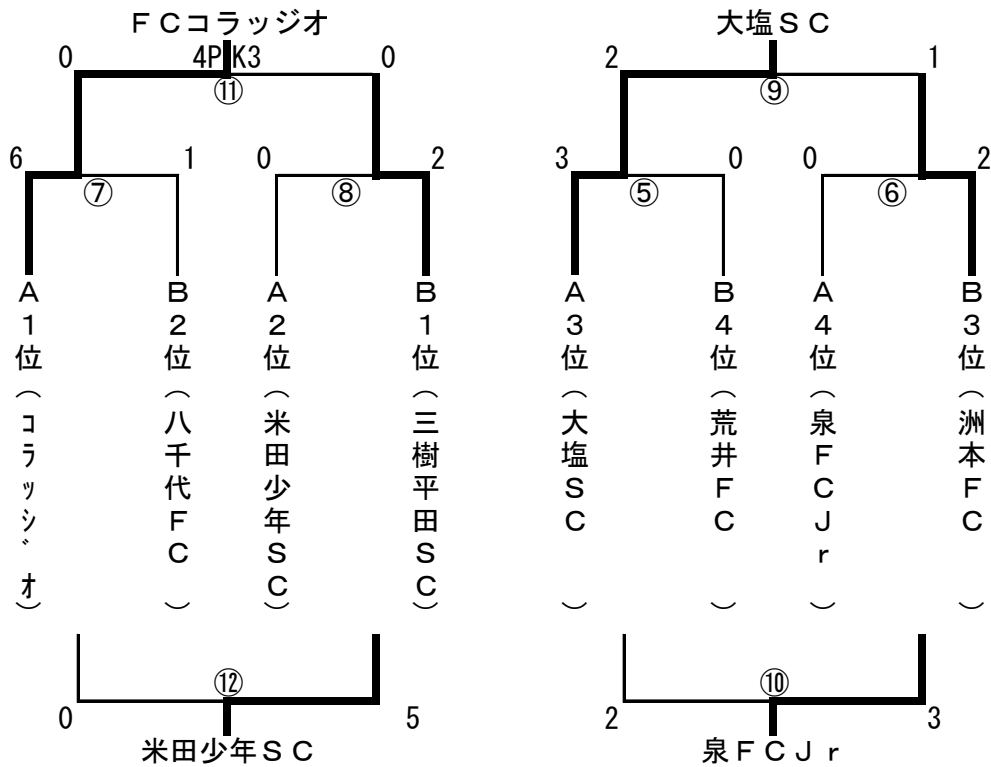 ＦＣコラッジオ
0 4PK3 0
⑪
6 1 0 2
⑦ ⑧
A1位（ｺﾗｯｼﾞｵ）
B2位（八千代FC）
A2位（米田少年SC）
B1位（三樹平田SC）
⑫
0 5
米田少年ＳＣ
大塩ＳＣ
2 1
⑨
3 0 0 2
⑤ ⑥
A3位（大塩SC）
B4位（荒井FC）
A4位（泉FCJr）
B3位（洲本FC）
⑩
2 3
泉ＦＣＪｒ